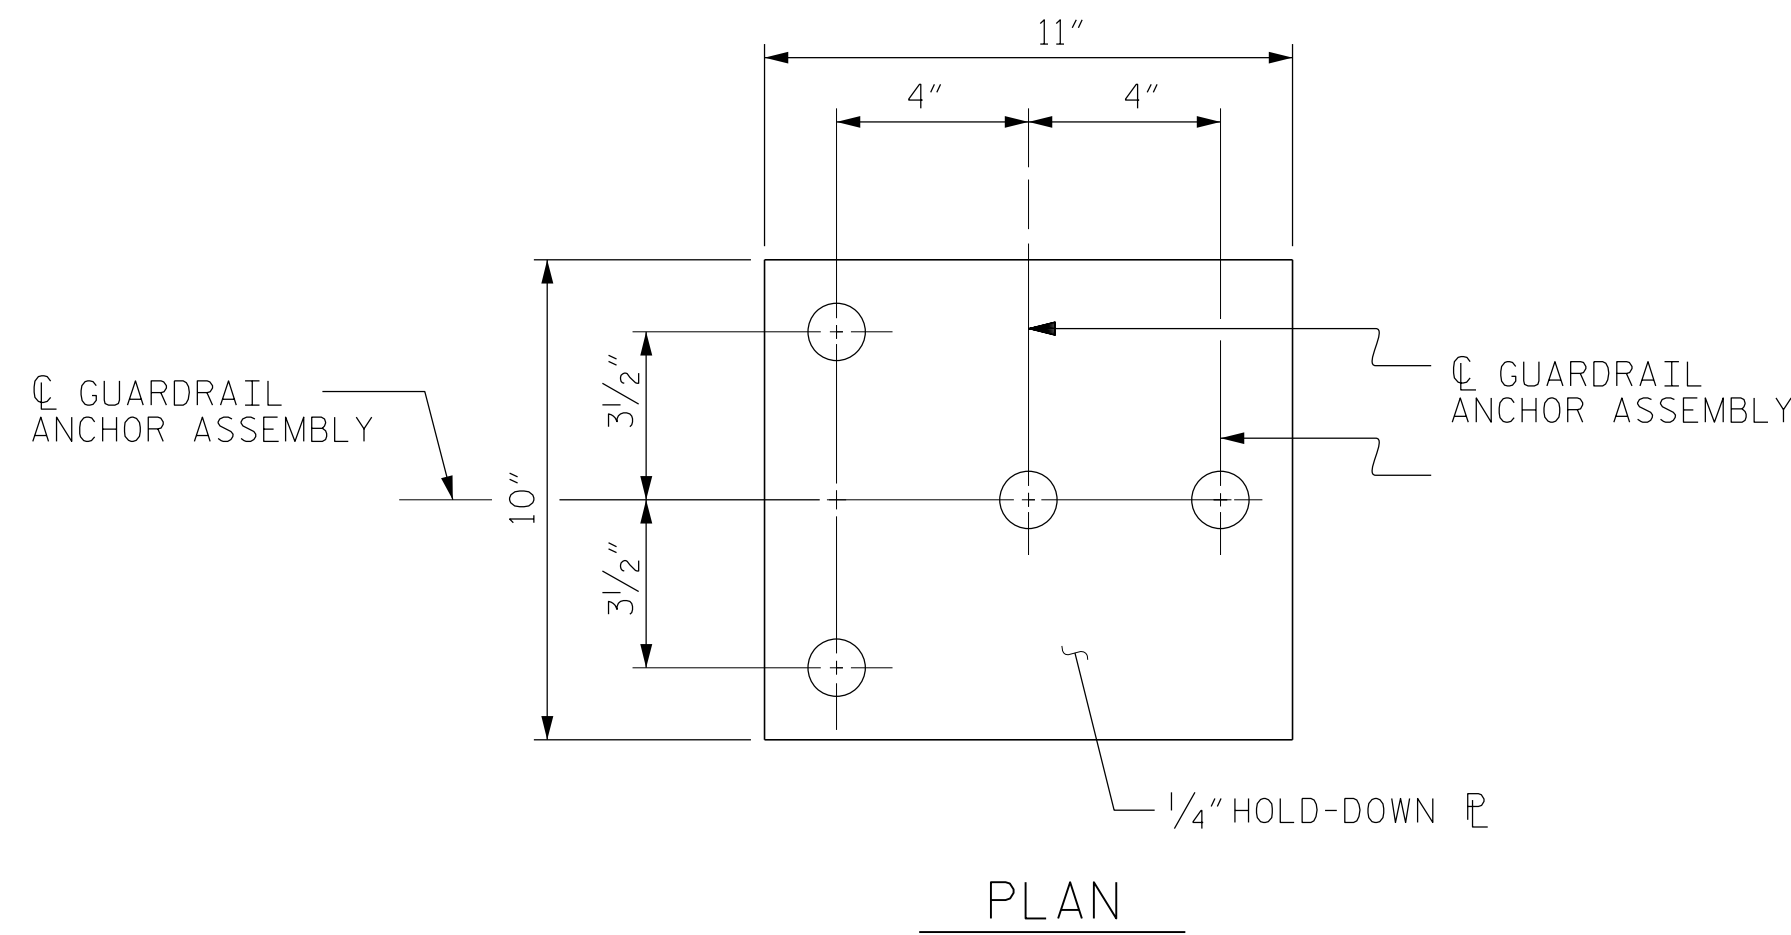 11"
4" 4"
℄ GUARDRAIL
ANCHOR ASSEMBLY
3½"
10"
3½"
℄ GUARDRAIL
ANCHOR ASSEMBLY
¼" HOLD-DOWN ⅊
PLAN